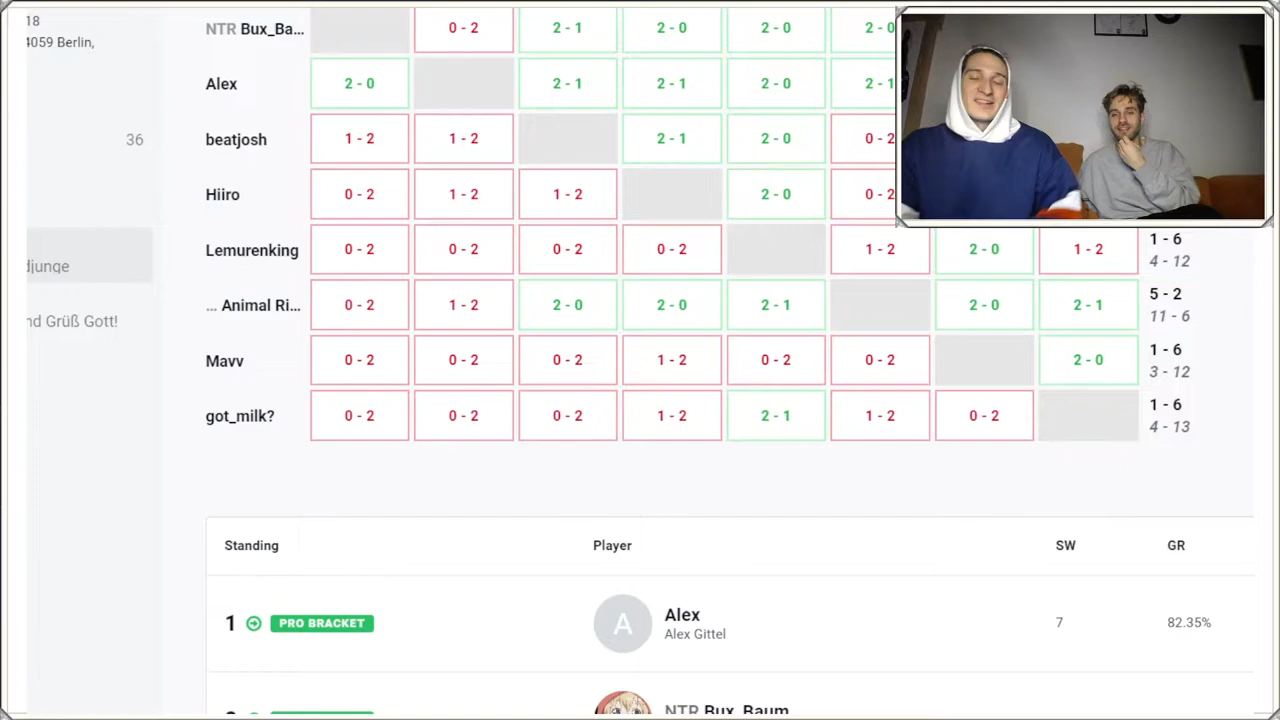 18
4059 Berlin,
36
djunge
nd Grüß Gott!
NTR Bux_Ba... 0 - 2 2 - 1 2 - 0 2 - 0 2 - 0
Alex 2 - 0 2 - 1 2 - 1 2 - 0 2 - 1
beatjosh 1 - 2 1 - 2 2 - 1 2 - 0 0 - 2
Hiiro 0 - 2 1 - 2 1 - 2 2 - 0 0 - 2
Lemurenking 0 - 2 0 - 2 0 - 2 0 - 2 1 - 2 2 - 0 1 - 2 1 - 6
4 - 12
... Animal Ri... 0 - 2 1 - 2 2 - 0 2 - 0 2 - 1 2 - 0 2 - 1 5 - 2
11 - 6
Mavv 0 - 2 0 - 2 0 - 2 1 - 2 0 - 2 0 - 2 2 - 0 1 - 6
3 - 12
got_milk? 0 - 2 0 - 2 0 - 2 1 - 2 2 - 1 1 - 2 0 - 2 1 - 6
4 - 13
Standing Player SW GR
1 PRO BRACKET A Alex 7 82.35%
Alex Gittel
NTR Bux_Baum